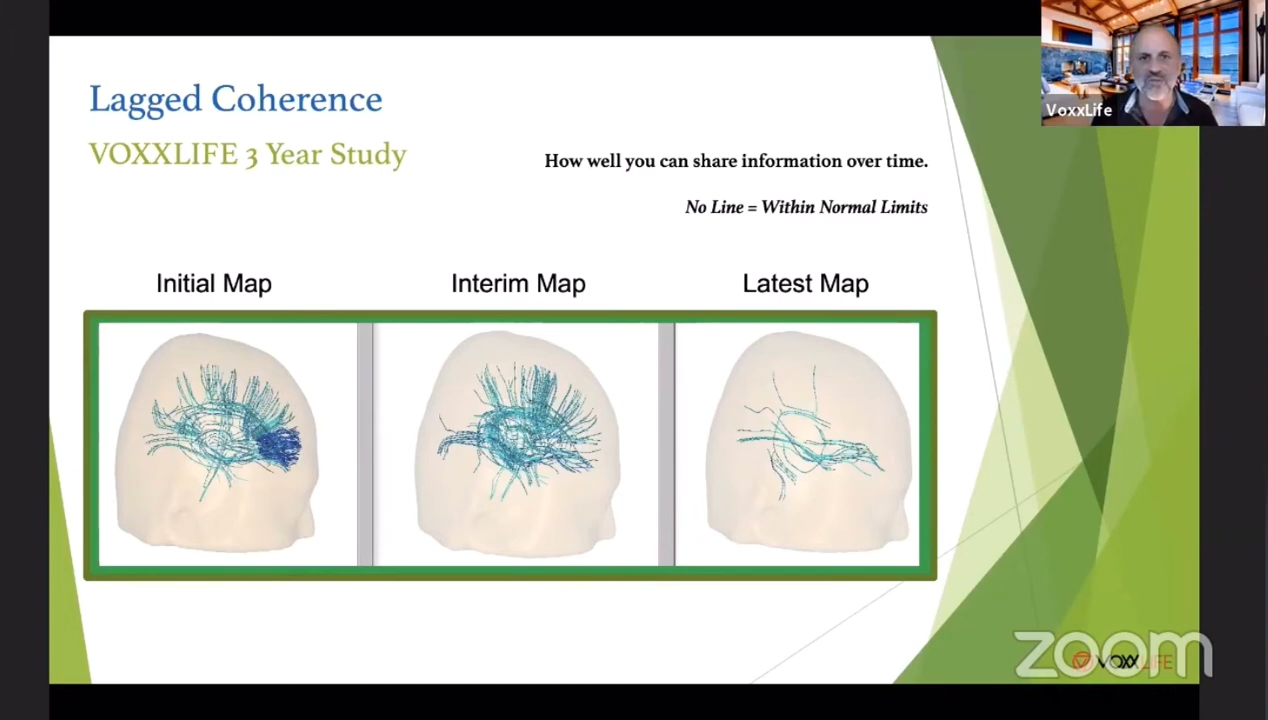 Lagged Coherence
VOXXLIFE 3 Year Study
How well you can share information over time.
No Line = Within Normal Limits
Initial Map
Interim Map
Latest Map
VoxxLife
zoom
VOXXLIFE